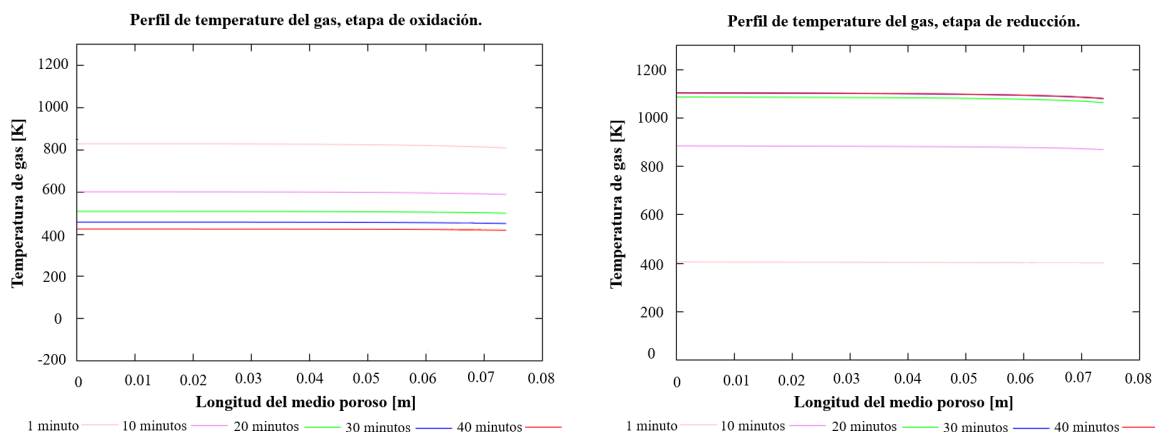 Perfil de temperature del gas, etapa de oxidación.
1200
1000
800
600
400
200
0
-200
Temperatura de gas [K]
0 0.01 0.02 0.03 0.04 0.05 0.06 0.07 0.08
Longitud del medio poroso [m]
1 minuto 10 minutos 20 minutos 30 minutos 40 minutos
Perfil de temperature del gas, etapa de reducción.
1200
1000
800
600
400
200
0
Temperatura de gas [K]
0 0.01 0.02 0.03 0.04 0.05 0.06 0.07 0.08
Longitud del medio poroso [m]
1 minuto 10 minutos 20 minutos 30 minutos 40 minutos